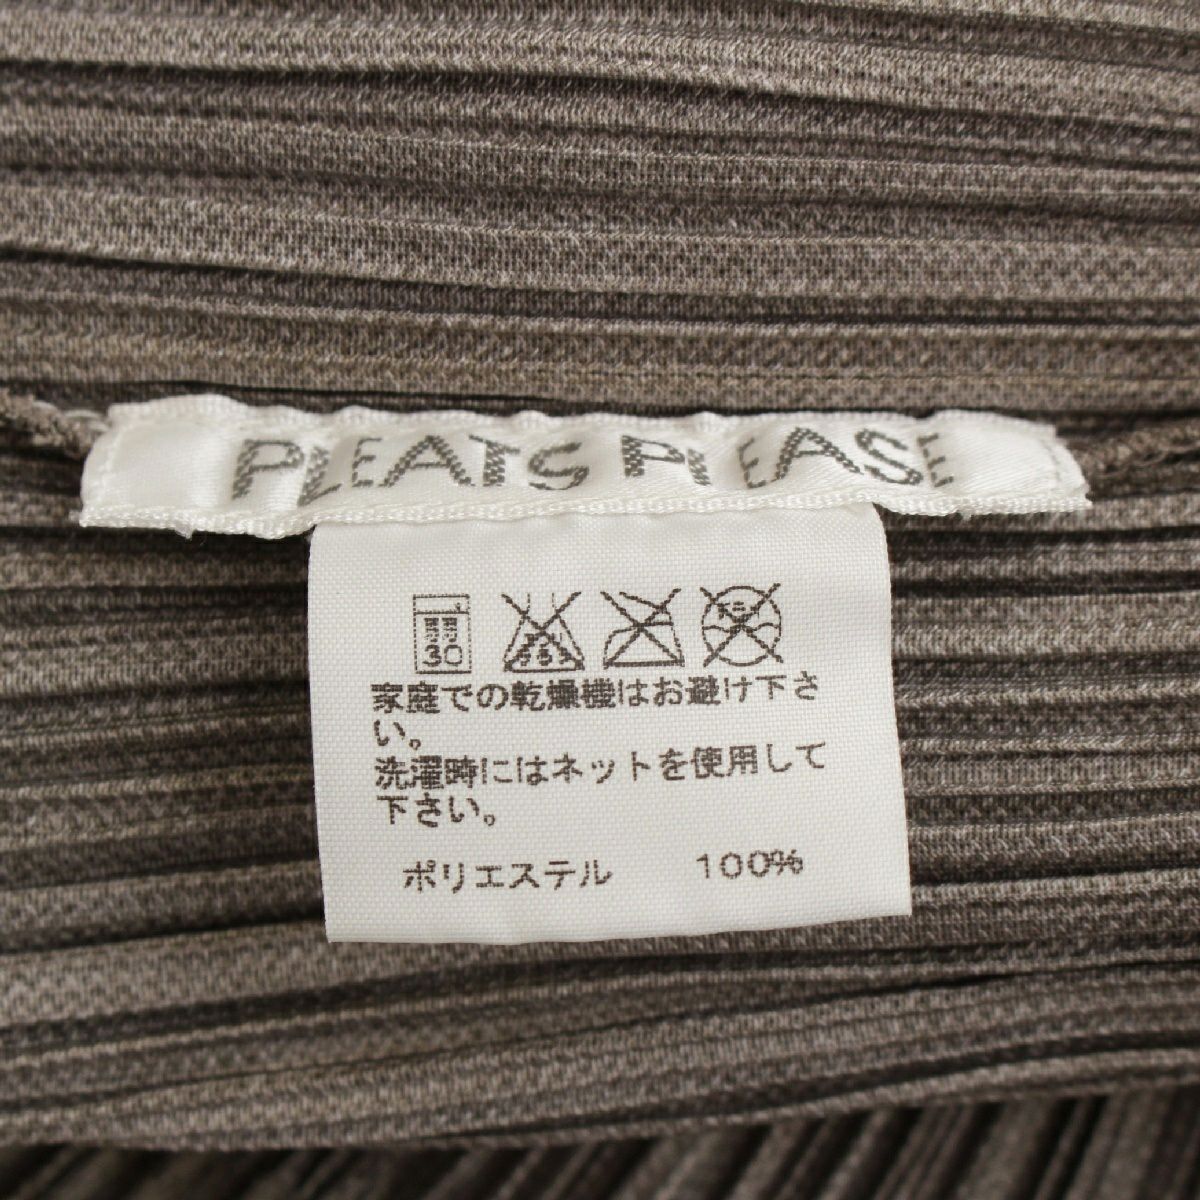 PLEATS PLEASE
弱
30
家庭での乾燥機はお避け下さ
い。
洗濯時にはネットを使用して
下さい。
ポリエステル 100%